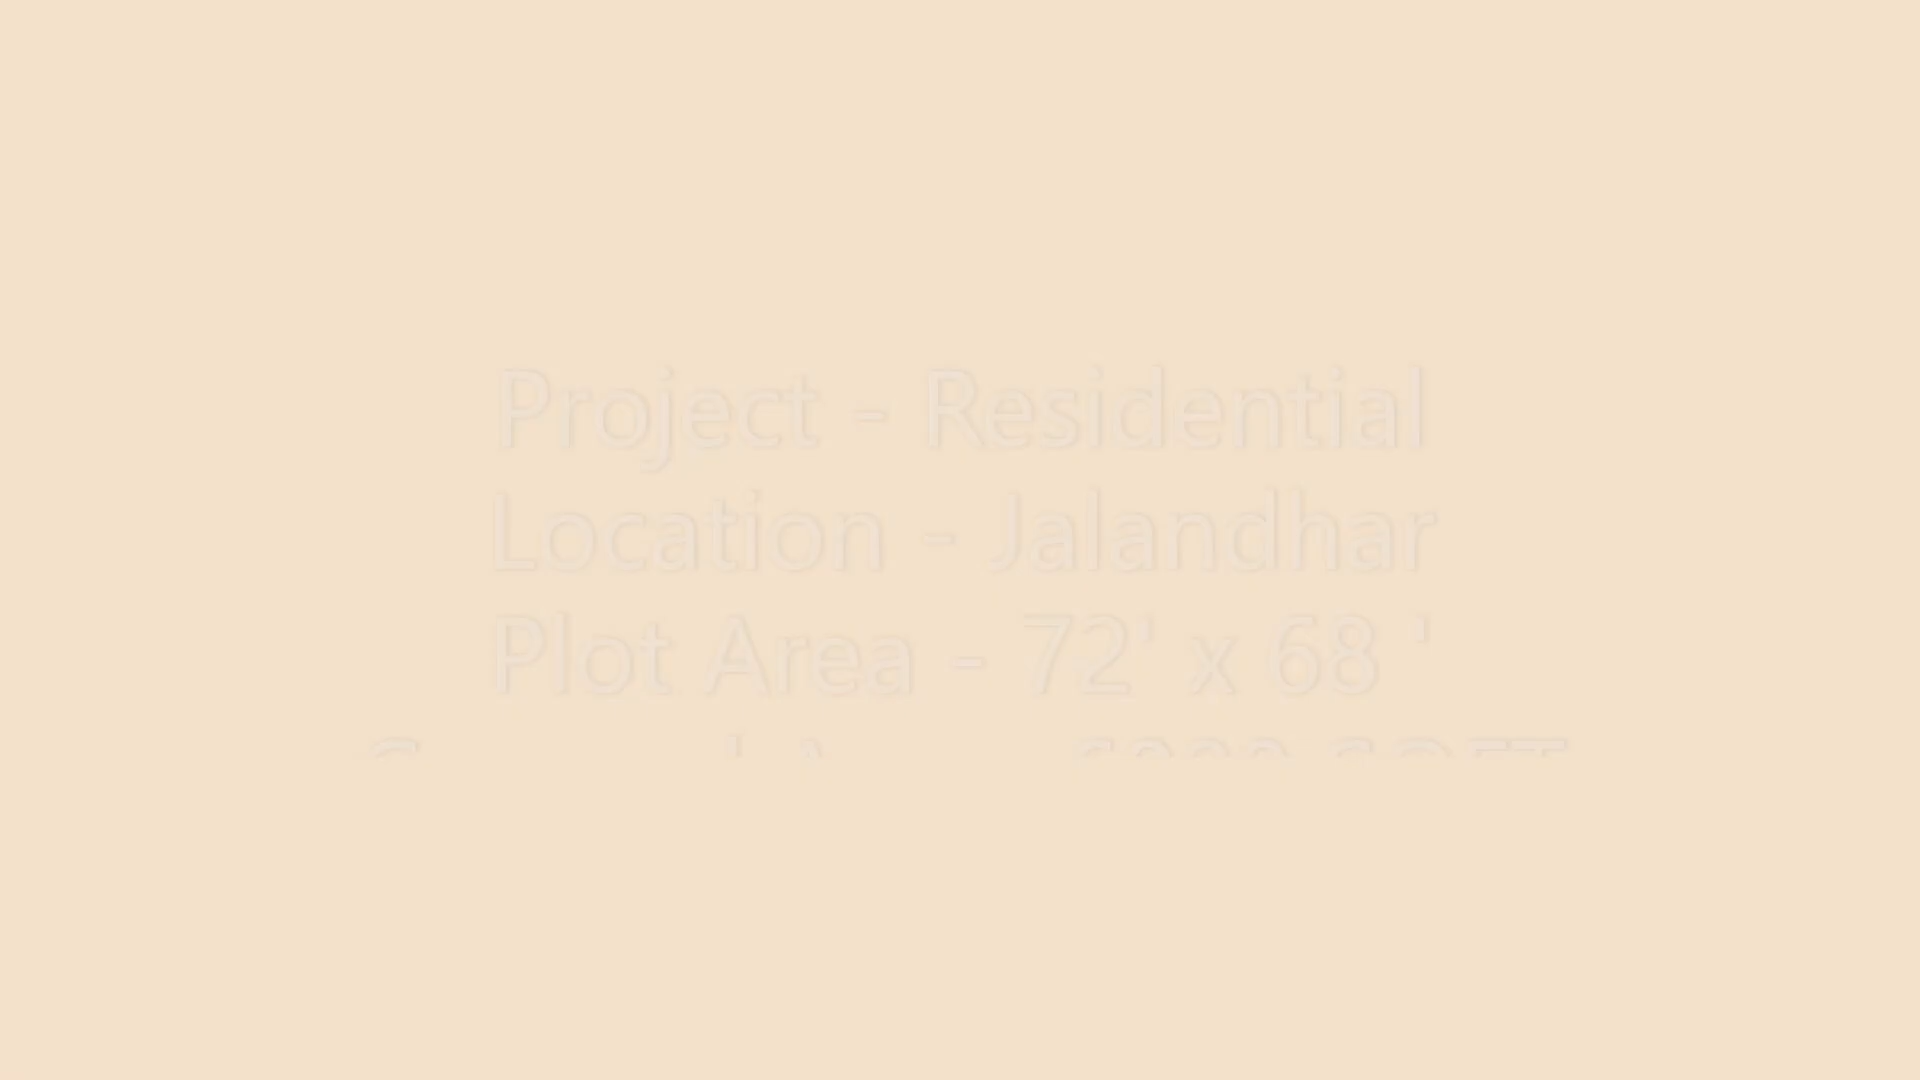 Project - Residential
Location - Jalandhar
Plot Area - 72' x 68 '